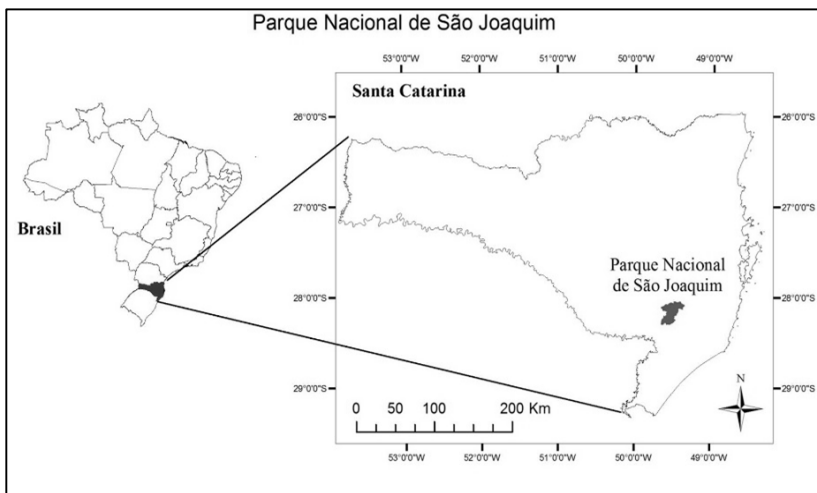 Parque Nacional de São Joaquim
53°0'0"W 52°0'0"W 51°0'0"W 50°0'0"W 49°0'0"W
Santa Catarina
26°0'0"S 26°0'0"S
27°0'0"S 27°0'0"S
Brasil
Parque Nacional
de São Joaquim
28°0'0"S 28°0'0"S
29°0'0"S 29°0'0"S
N
0 50 100 200 Km
53°0'0"W 52°0'0"W 51°0'0"W 50°0'0"W 49°0'0"W